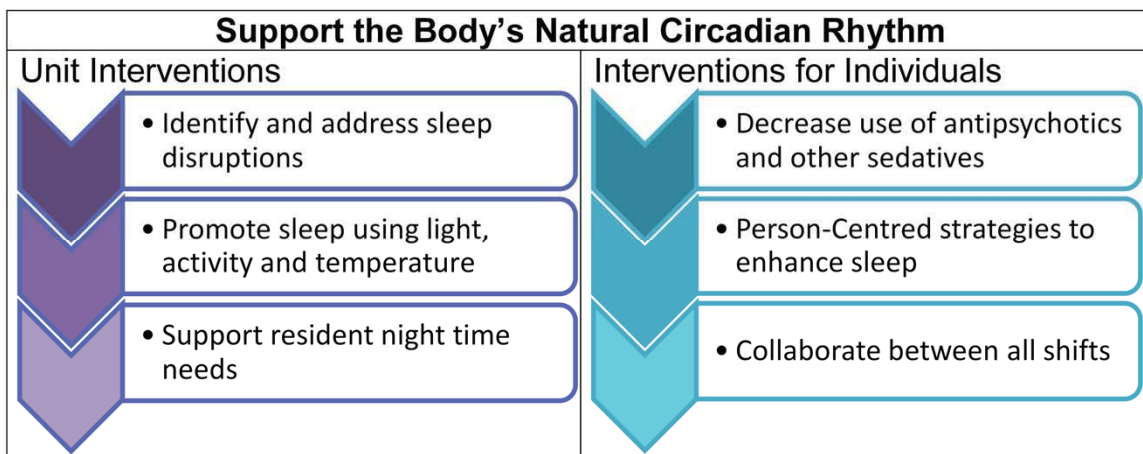 Support the Body's Natural Circadian Rhythm
Unit Interventions
• Identify and address sleep
disruptions
• Promote sleep using light,
activity and temperature
• Support resident night time
needs
Interventions for Individuals
• Decrease use of antipsychotics
and other sedatives
• Person-Centred strategies to
enhance sleep
• Collaborate between all shifts